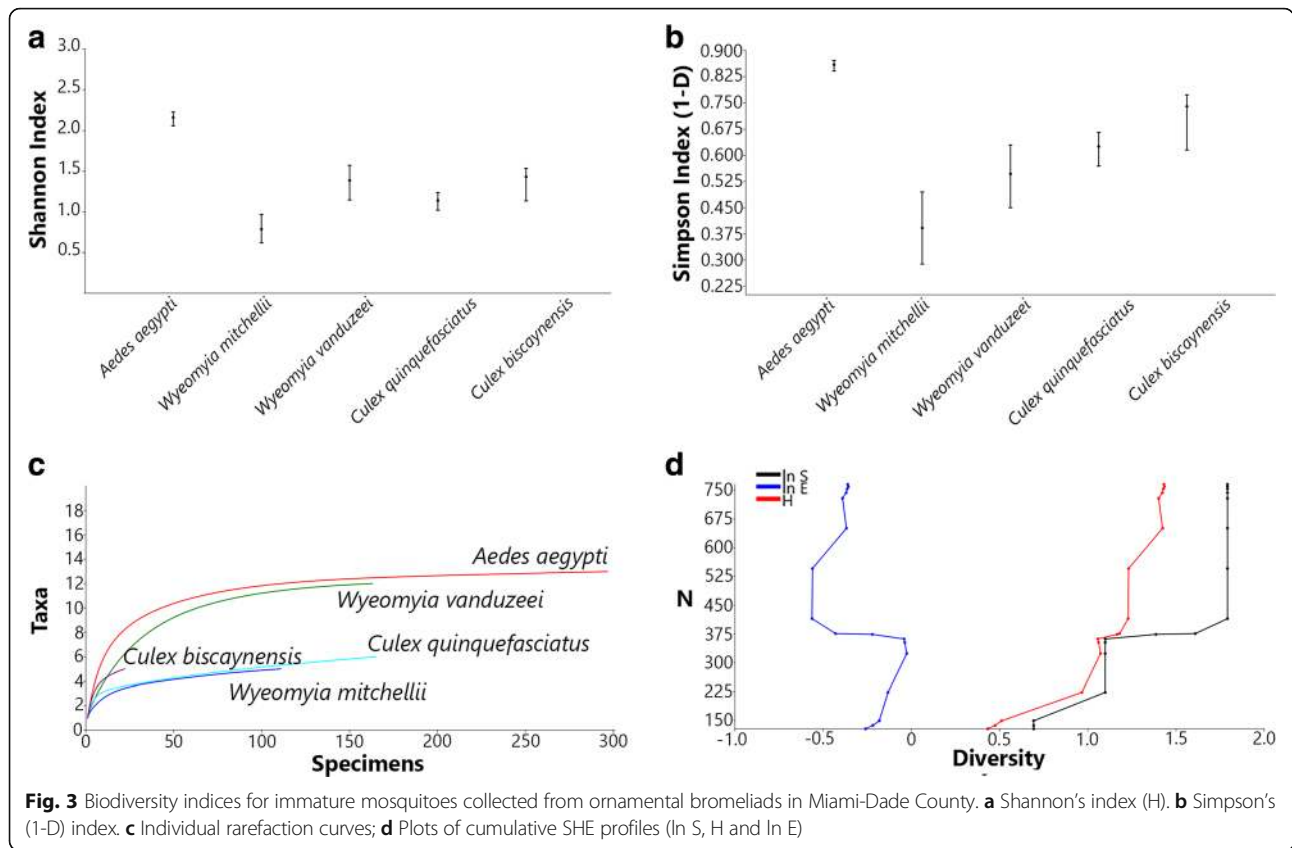 a
3.0
2.5
2.0
1.5
1.0
0.5
Shannon Index
Aedes aegypti
Wyeomyia mitchellii
Wyeomyia vanduzeei
Culex quinquefasciatus
Culex biscaynensis
b
0.900
0.825
0.750
0.675
0.600
0.525
0.450
0.375
0.300
0.225
Simpson Index (1-D)
Aedes aegypti
Wyeomyia mitchellii
Wyeomyia vanduzeei
Culex quinquefasciatus
Culex biscaynensis
c
18
16
14
12
10
8
6
4
2
0
Taxa
Aedes aegypti
Wyeomyia vanduzeei
Culex quinquefasciatus
Culex biscaynensis
Wyeomyia mitchellii
0 50 100 150 200 250 300
Specimens
d
ln S
ln E
H
750
675
600
525
450
375
300
225
150
N
-1.0 -0.5 0 0.5 1.0 1.5 2.0
Diversity
Fig. 3 Biodiversity indices for immature mosquitoes collected from ornamental bromeliads in Miami-Dade County. a Shannon's index (H). b Simpson's
(1-D) index. c Individual rarefaction curves; d Plots of cumulative SHE profiles (ln S, H and ln E)